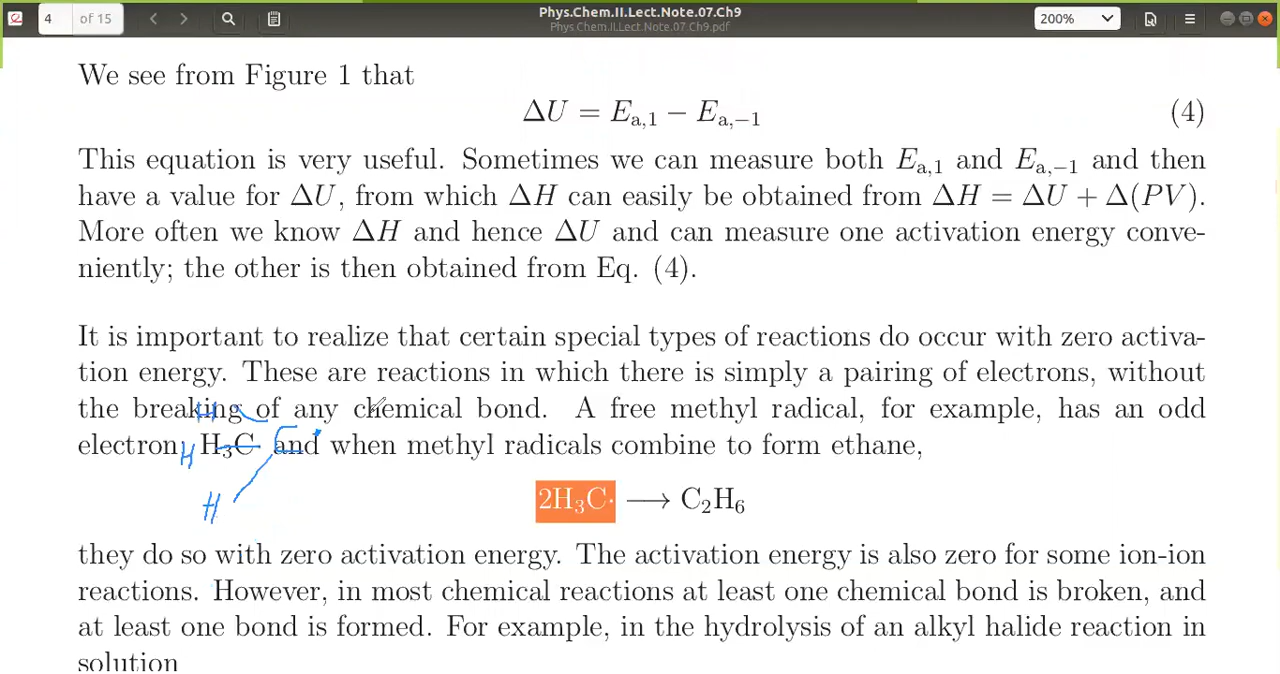 Phys.Chem.II.Lect.Note.07.Ch9
Phys.Chem.II.Lect.Note.07.Ch9.pdf
4 of 15
200%
We see from Figure 1 that
ΔU = Eₐ,₁ − Eₐ,₋₁ (4)
This equation is very useful. Sometimes we can measure both Eₐ,₁ and Eₐ,₋₁ and then
have a value for ΔU, from which ΔH can easily be obtained from ΔH = ΔU + Δ(PV).
More often we know ΔH and hence ΔU and can measure one activation energy conve-
niently; the other is then obtained from Eq. (4).
It is important to realize that certain special types of reactions do occur with zero activa-
tion energy. These are reactions in which there is simply a pairing of electrons, without
the breaking of any chemical bond. A free methyl radical, for example, has an odd
H
electron, H₃C and when methyl radicals combine to form ethane,
H C
H
2H₃C· ⟶ C₂H₆
they do so with zero activation energy. The activation energy is also zero for some ion-ion
reactions. However, in most chemical reactions at least one chemical bond is broken, and
at least one bond is formed. For example, in the hydrolysis of an alkyl halide reaction in
solution